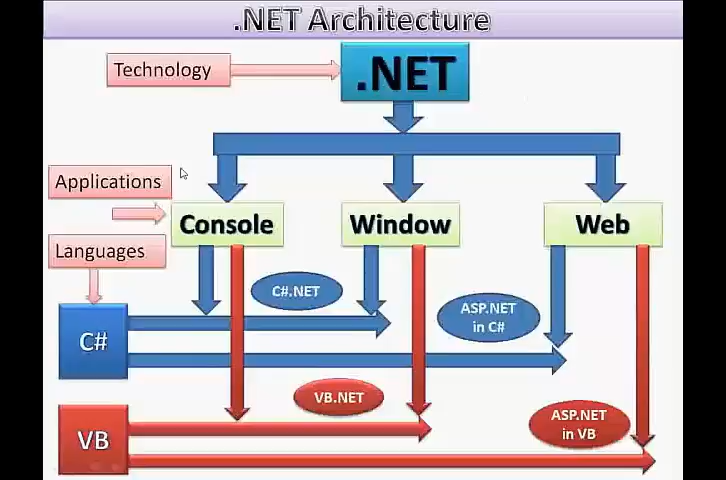 .NET Architecture
Technology
.NET
Applications
Console
Window
Web
Languages
C#.NET
ASP.NET
in C#
C#
VB.NET
ASP.NET
in VB
VB